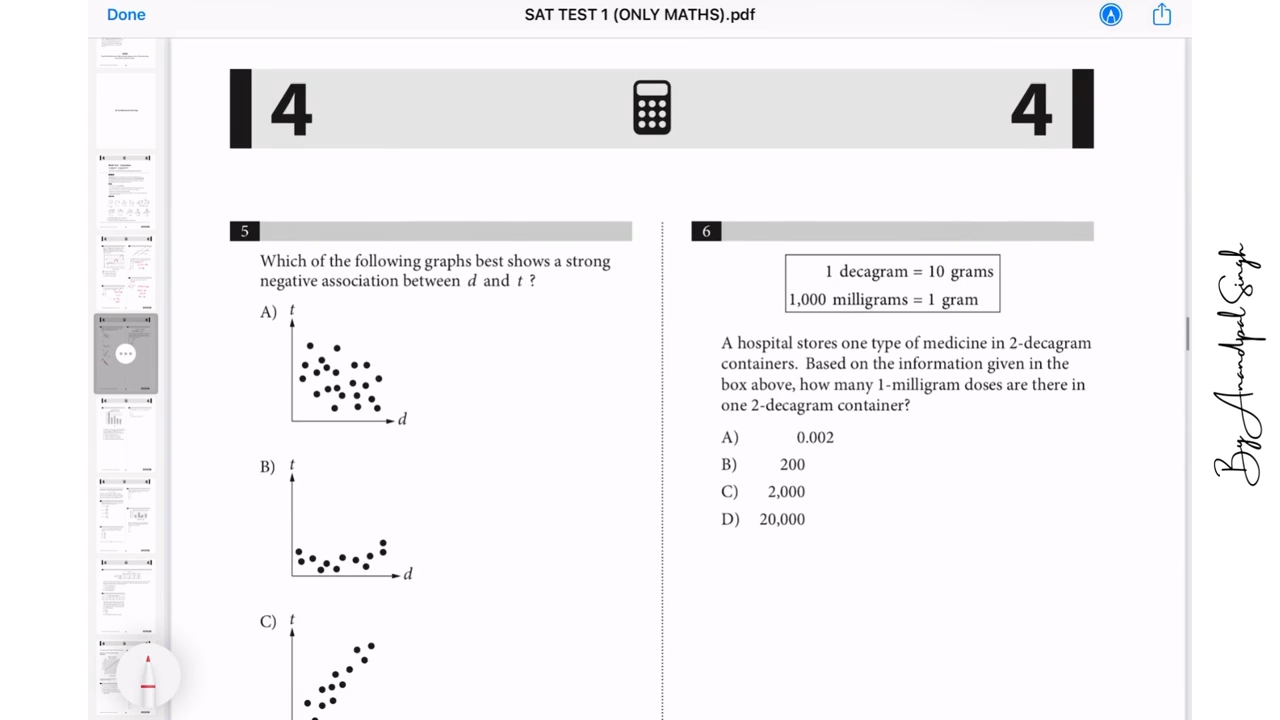 Done
SAT TEST 1 (ONLY MATHS).pdf
4
4
5
Which of the following graphs best shows a strong
negative association between d and t ?
A) t
d
B) t
d
C) t
6
1 decagram = 10 grams
1,000 milligrams = 1 gram
A hospital stores one type of medicine in 2-decagram
containers. Based on the information given in the
box above, how many 1-milligram doses are there in
one 2-decagram container?
A) 0.002
B) 200
C) 2,000
D) 20,000
By Anandpal Singh